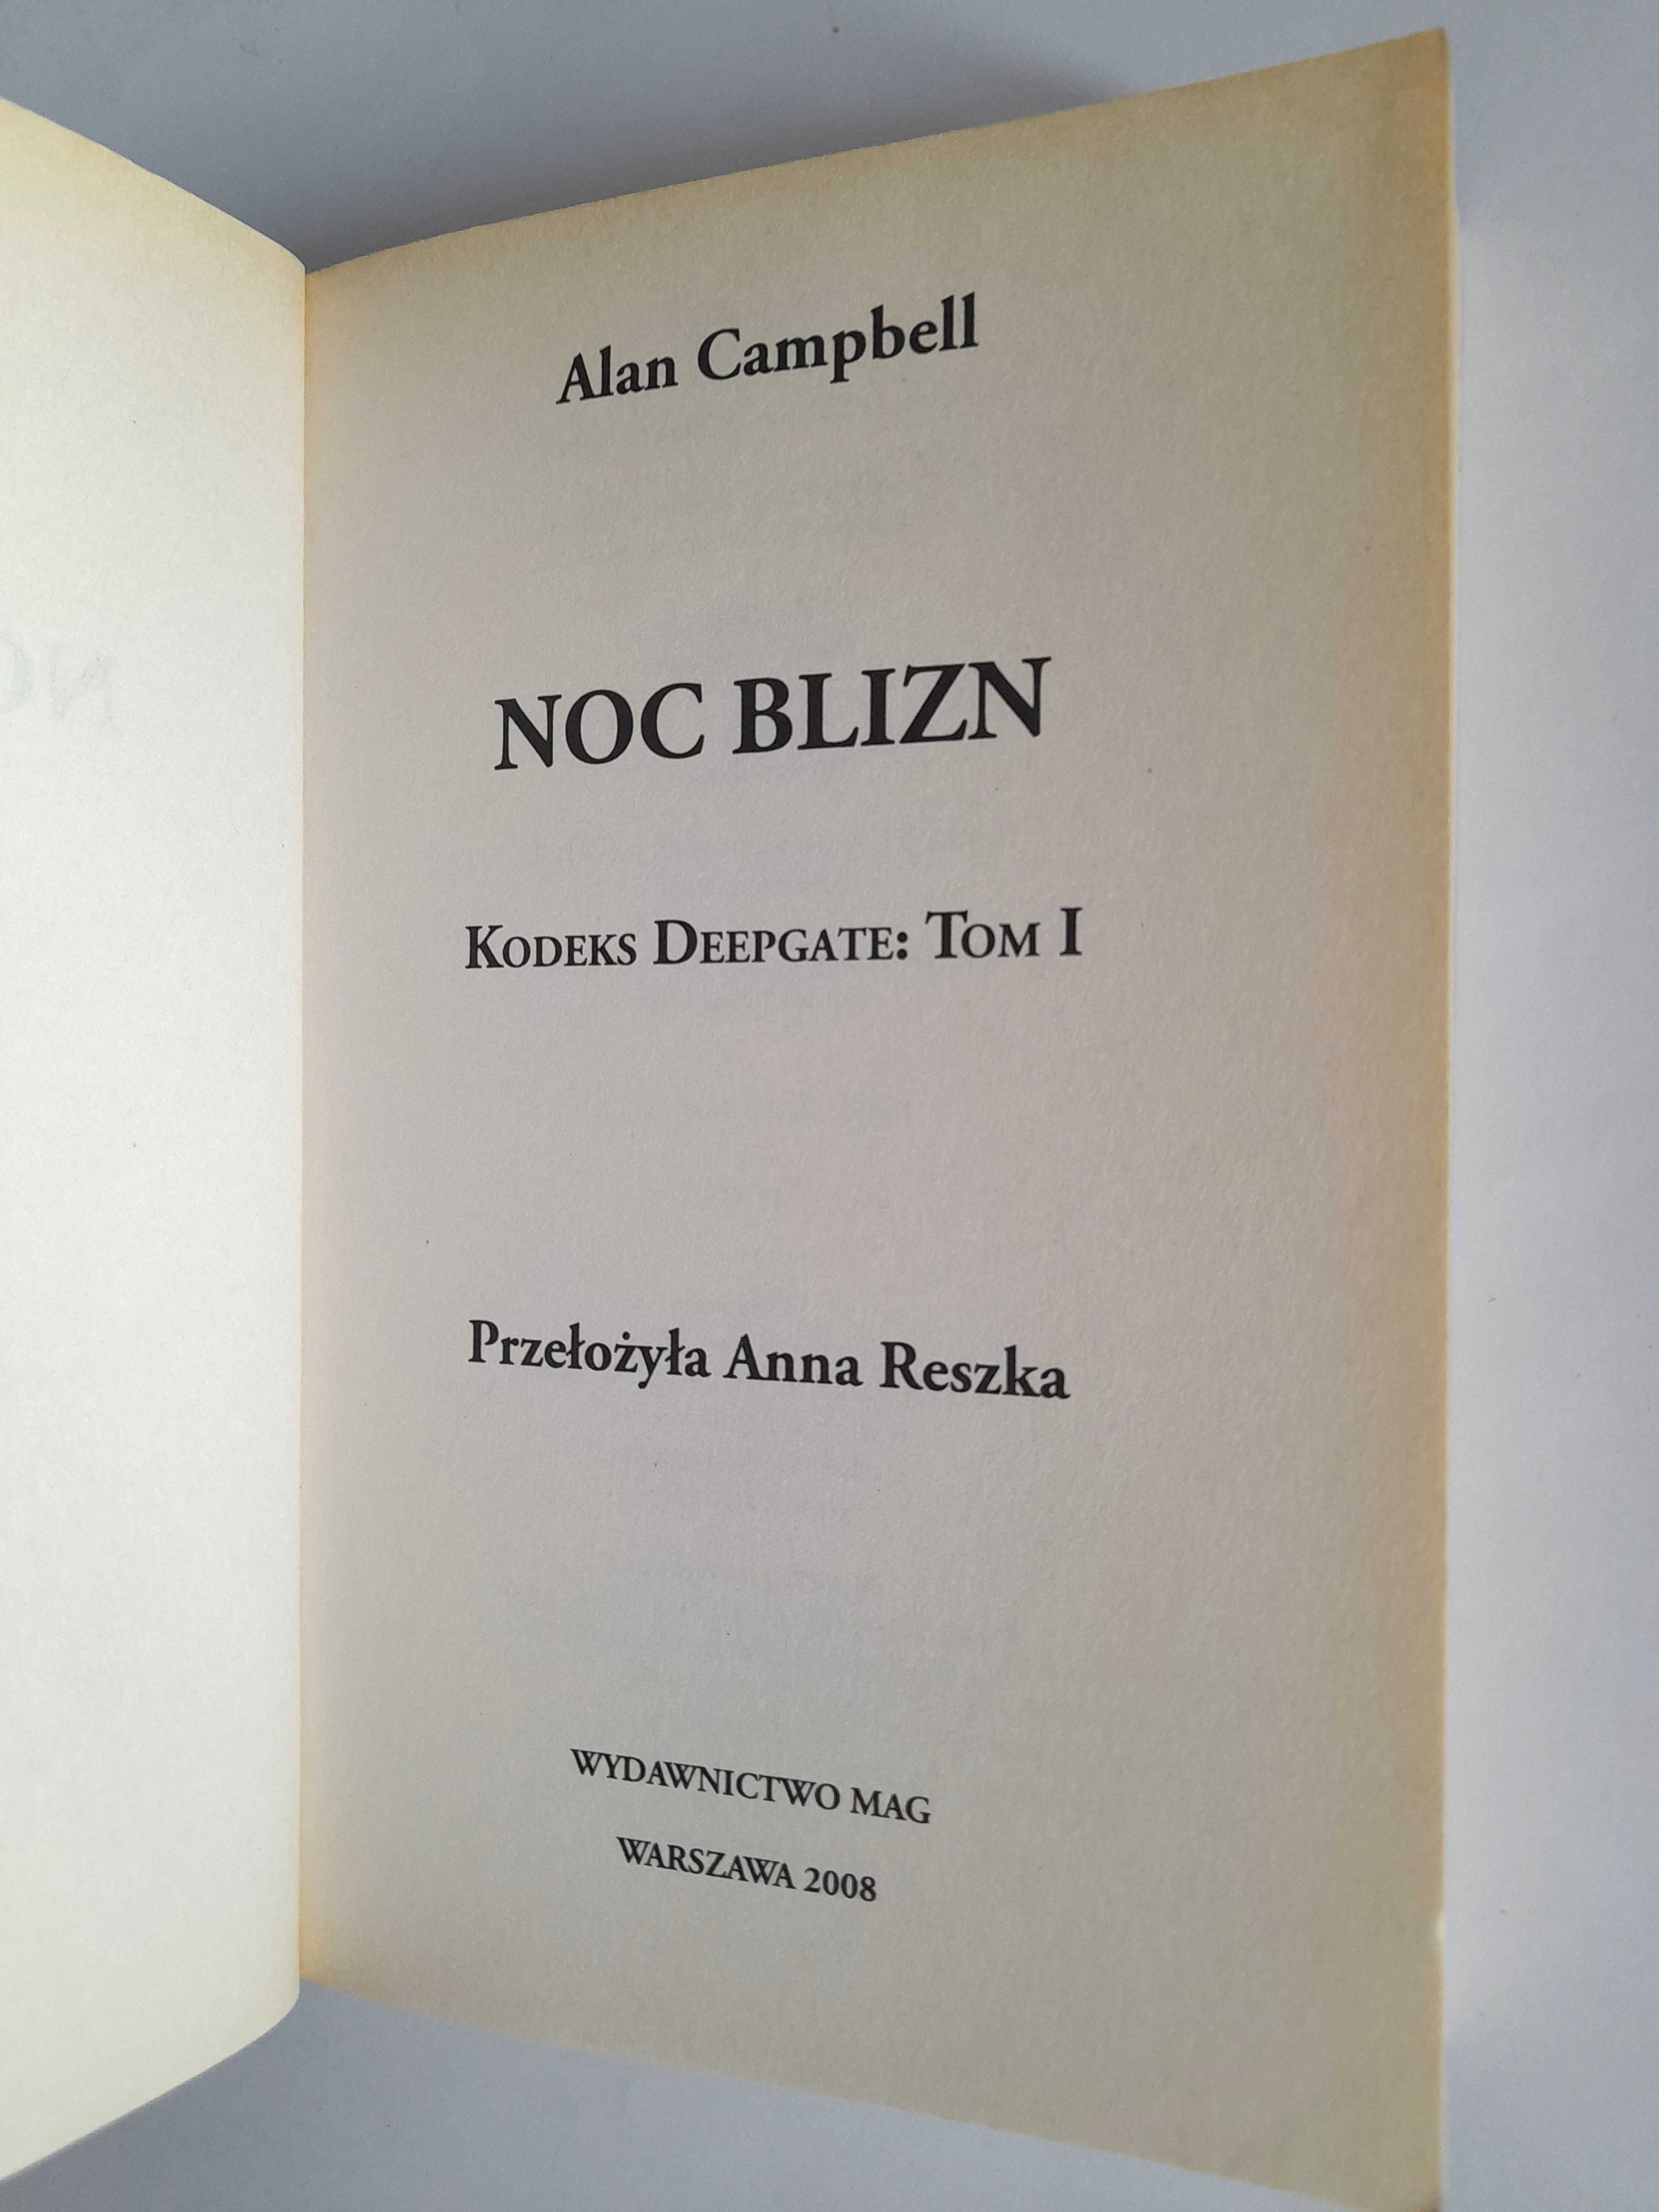 Alan Campbell
NOC BLIZN
Kodeks Deepgate: Tom I
Przełożyła Anna Reszka
WYDAWNICTWO MAG
WARSZAWA 2008